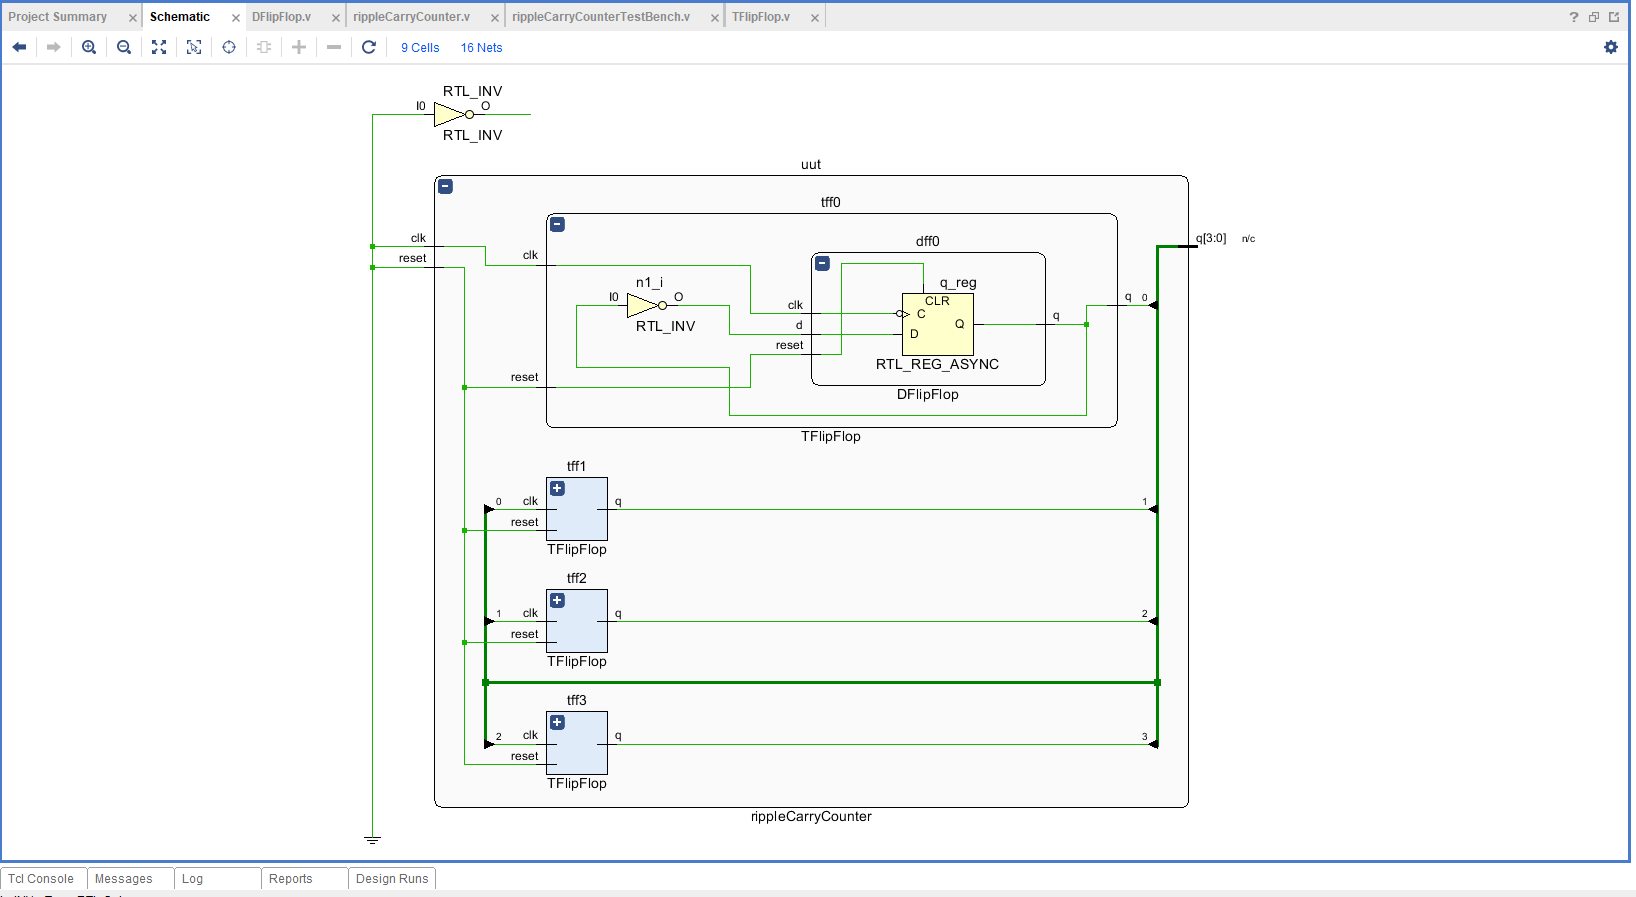 Project Summary
Schematic
DFlipFlop.v
rippleCarryCounter.v
rippleCarryCounterTestBench.v
TFlipFlop.v
9 Cells
16 Nets
RTL_INV
I0
O
RTL_INV
uut
tff0
dff0
clk
reset
q[3:0]
n/c
clk
n1_i
I0
O
RTL_INV
clk
d
reset
q_reg
CLR
C
D
Q
RTL_REG_ASYNC
q
q
0
DFlipFlop
reset
TFlipFlop
tff1
0
clk
q
1
reset
TFlipFlop
tff2
1
clk
q
2
reset
TFlipFlop
tff3
2
clk
q
3
reset
TFlipFlop
rippleCarryCounter
Tcl Console
Messages
Log
Reports
Design Runs